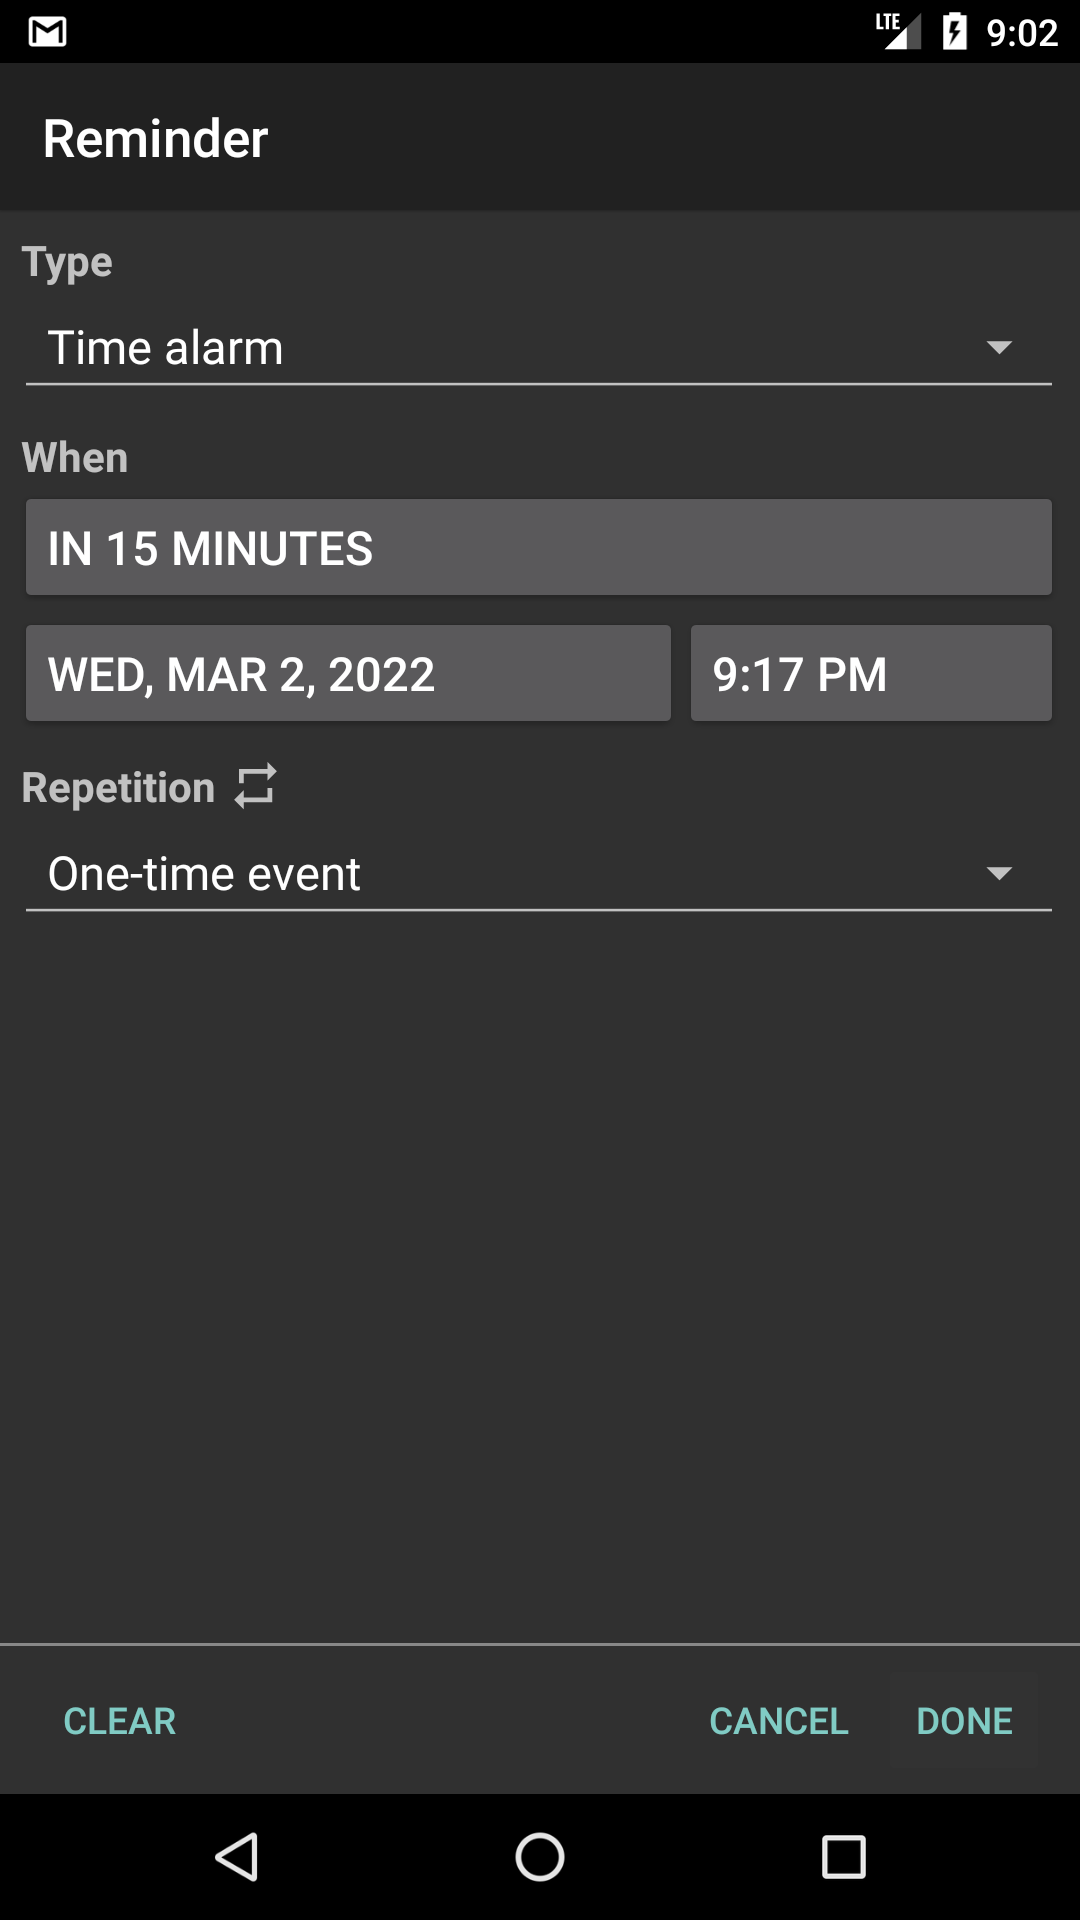 LTE 9:02
Reminder
Type
Time alarm
When
IN 15 MINUTES
WED, MAR 2, 2022 9:17 PM
Repetition
One-time event
CLEAR CANCEL DONE